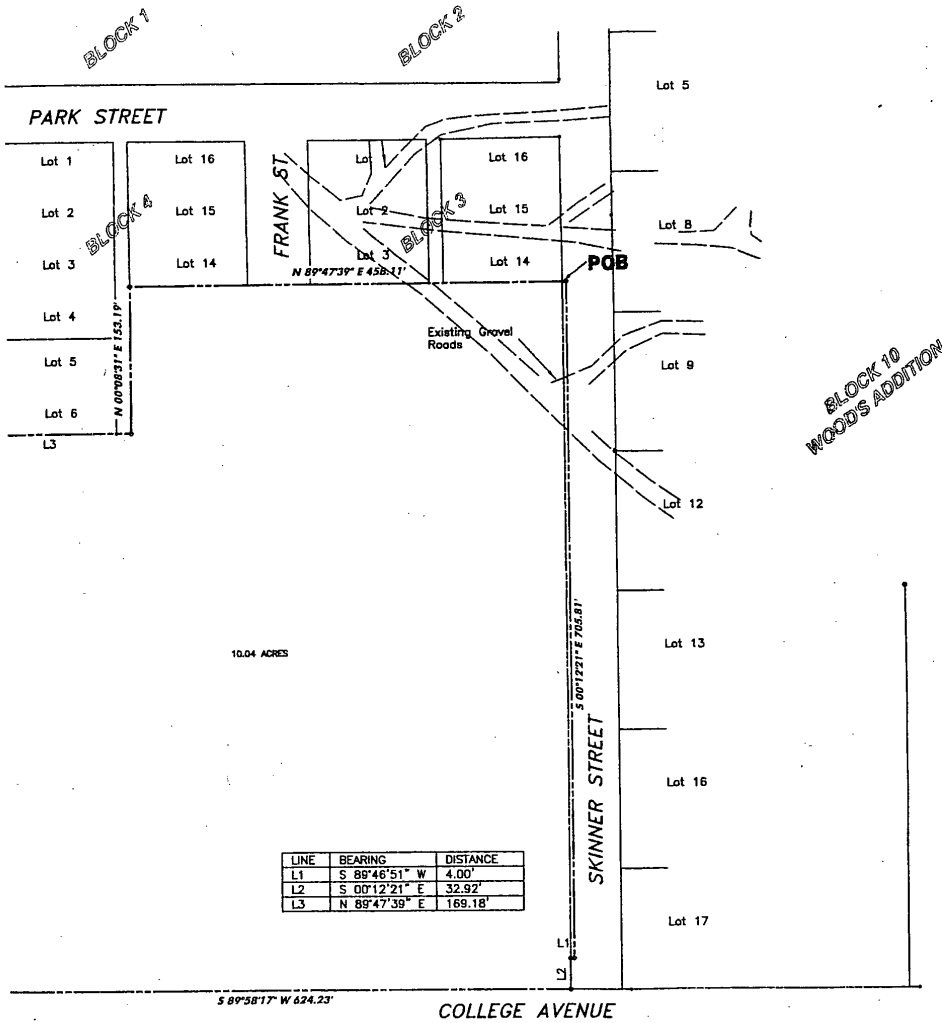 BLOCK 1
BLOCK 2
PARK STREET
Lot 5
Lot 1
Lot 16
Lot
Lot 16
Lot 2
Lot 15
FRANK ST
Lot 2
Lot 15
BLOCK 4
BLOCK 3
Lot 8
Lot 3
Lot 14
Lot 3
Lot 14
N 89°47'39" E 458.11'
POB
Lot 4
N 00°08'31" E 153.19'
Existing Gravel
Roads
Lot 5
Lot 9
Lot 6
L3
BLOCK 10
WOOD'S ADDITION
Lot 12
10.04 ACRES
S 00°12'21" E 705.81'
Lot 13
SKINNER STREET
Lot 16
LINE BEARING DISTANCE
L1 S 89°46'51" W 4.00'
L2 S 00°12'21" E 32.92'
L3 N 89°47'39" E 169.18'
Lot 17
L1
L2
S 89°58'17" W 624.23'
COLLEGE AVENUE